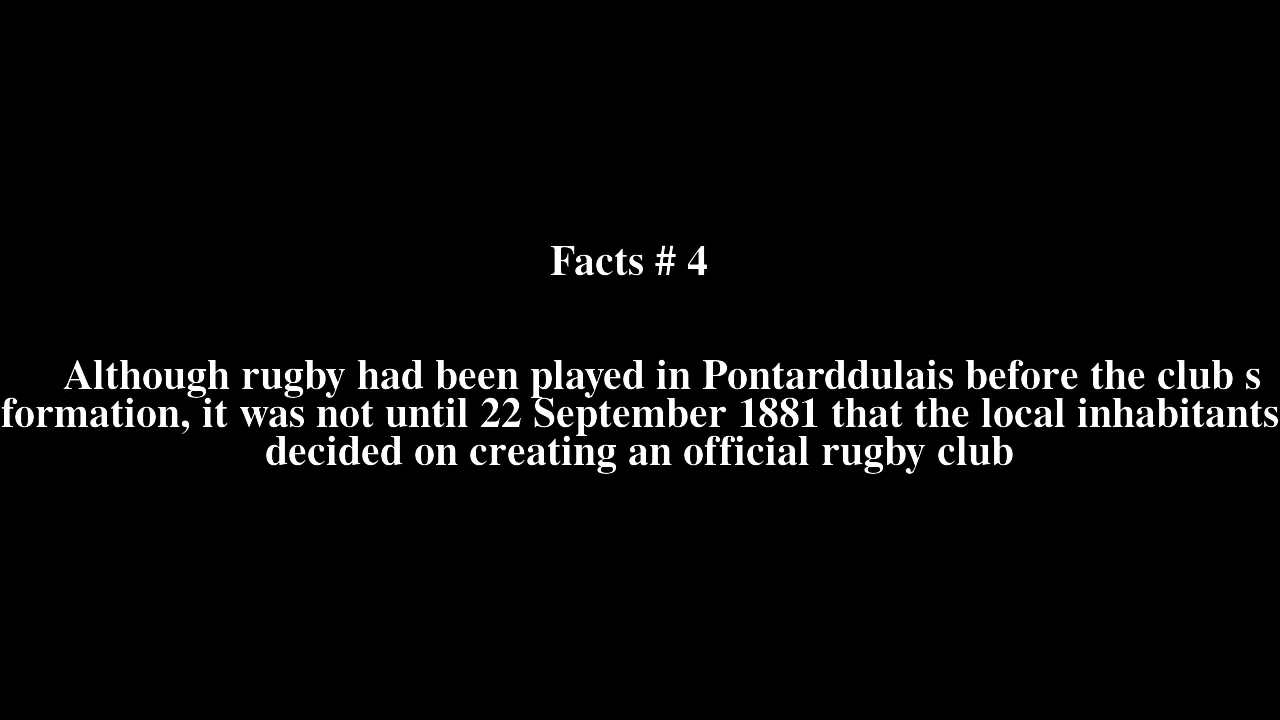 Facts # 4
Although rugby had been played in Pontarddulais before the club s
formation, it was not until 22 September 1881 that the local inhabitants
decided on creating an official rugby club